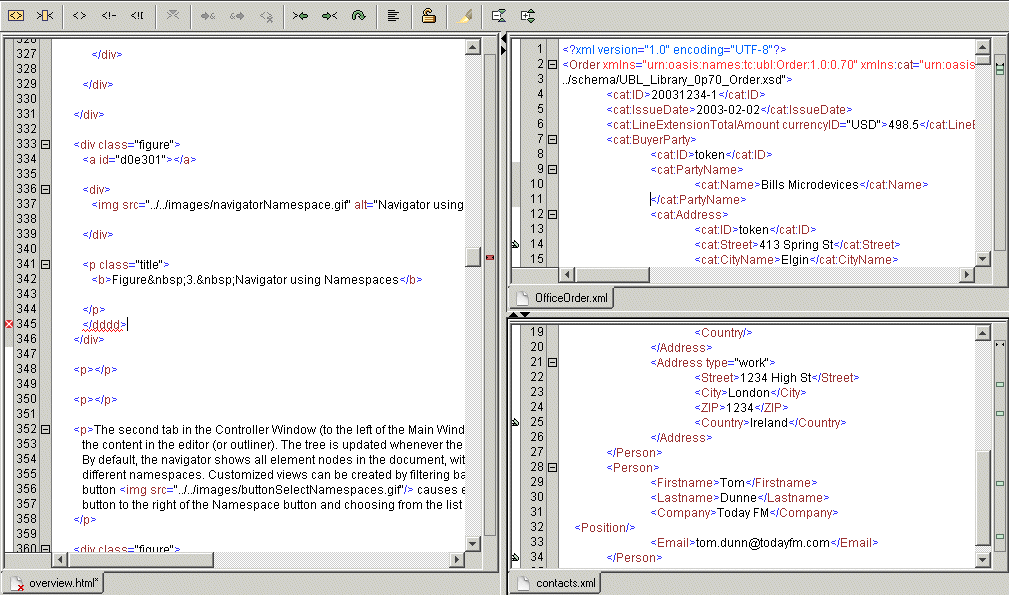 326
327 </div>
328
329 </div>
330
331 </div>
332
333 <div class="figure">
334 <a id="d0e301"></a>
335
336 <div>
337 <img src="../../images/navigatorNamespace.gif" alt="Navigator using
338
339 </div>
340
341 <p class="title">
342 <b>Figure&nbsp;3.&nbsp;Navigator using Namespaces</b>
343
344 </p>
345 </dddd>
346 </div>
347
348 <p></p>
349
350 <p></p>
351
352 <p>The second tab in the Controller Window (to the left of the Main Wind
353 the content in the editor (or outliner). The tree is updated whenever the
354 By default, the navigator shows all element nodes in the document, wit
355 different namespaces. Customized views can be created by filtering ba
356 button <img src="../../images/buttonSelectNamespaces.gif"/> causes e
357 button to the right of the Namespace button and choosing from the list
358 </p>
359
360 <div class="figure">
overview.html*
1 <?xml version="1.0" encoding="UTF-8"?>
2 <Order xmlns="urn:oasis:names:tc:ubl:Order:1.0:0.70" xmlns:cat="urn:oasis
3 ../schema/UBL_Library_0p70_Order.xsd">
4 <cat:ID>20031234-1</cat:ID>
5 <cat:IssueDate>2003-02-02</cat:IssueDate>
6 <cat:LineExtensionTotalAmount currencyID="USD">498.5</cat:LineE
7 <cat:BuyerParty>
8 <cat:ID>token</cat:ID>
9 <cat:PartyName>
10 <cat:Name>Bills Microdevices</cat:Name>
11 </cat:PartyName>
12 <cat:Address>
13 <cat:ID>token</cat:ID>
14 <cat:Street>413 Spring St</cat:Street>
15 <cat:CityName>Elgin</cat:CityName>
OfficeOrder.xml
19 <Country/>
20 </Address>
21 <Address type="work">
22 <Street>1234 High St</Street>
23 <City>London</City>
24 <ZIP>1234</ZIP>
25 <Country>Ireland</Country>
26 </Address>
27 </Person>
28 <Person>
29 <Firstname>Tom</Firstname>
30 <Lastname>Dunne</Lastname>
31 <Company>Today FM</Company>
32 <Position/>
33 <Email>tom.dunn@todayfm.com</Email>
34 </Person>
contacts.xml